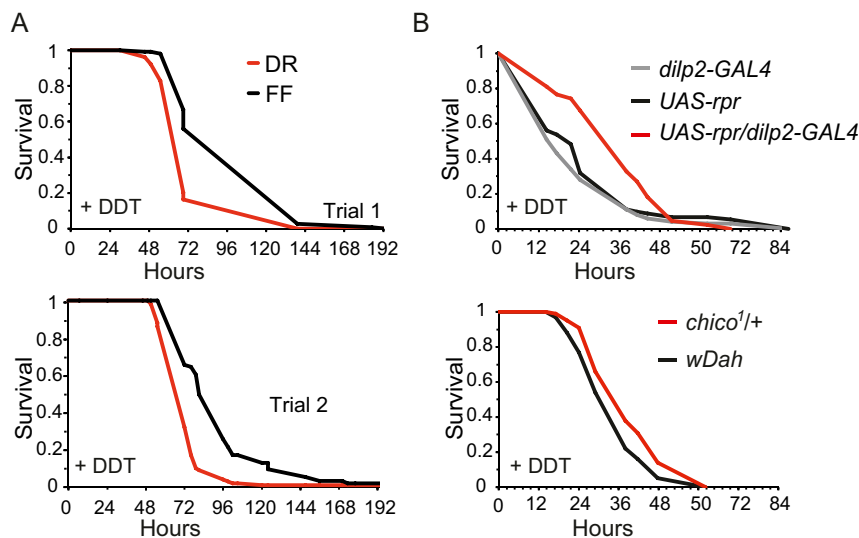 A
1
0.8
0.6
0.4
0.2
0
Survival
DR
FF
+ DDT
Trial 1
0 24 48 72 96 120 144 168 192
Hours
1
0.8
0.6
0.4
0.2
0
Survival
Trial 2
+ DDT
0 24 48 72 96 120 144 168 192
Hours
B
1
0.8
0.6
0.4
0.2
0
Survival
dilp2-GAL4
UAS-rpr
UAS-rpr/dilp2-GAL4
+ DDT
0 12 24 36 48 60 72 84
Hours
1
0.8
0.6
0.4
0.2
0
Survival
chico¹/+
wDah
+ DDT
0 12 24 36 48 60 72 84
Hours